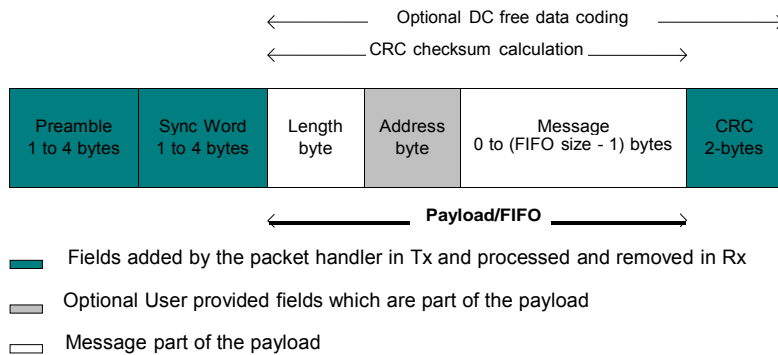 Optional DC free data coding
CRC checksum calculation
Preamble
1 to 4 bytes
Sync Word
1 to 4 bytes
Length
byte
Address
byte
Message
0 to (FIFO size - 1) bytes
CRC
2-bytes
Payload/FIFO
Fields added by the packet handler in Tx and processed and removed in Rx
Optional User provided fields which are part of the payload
Message part of the payload